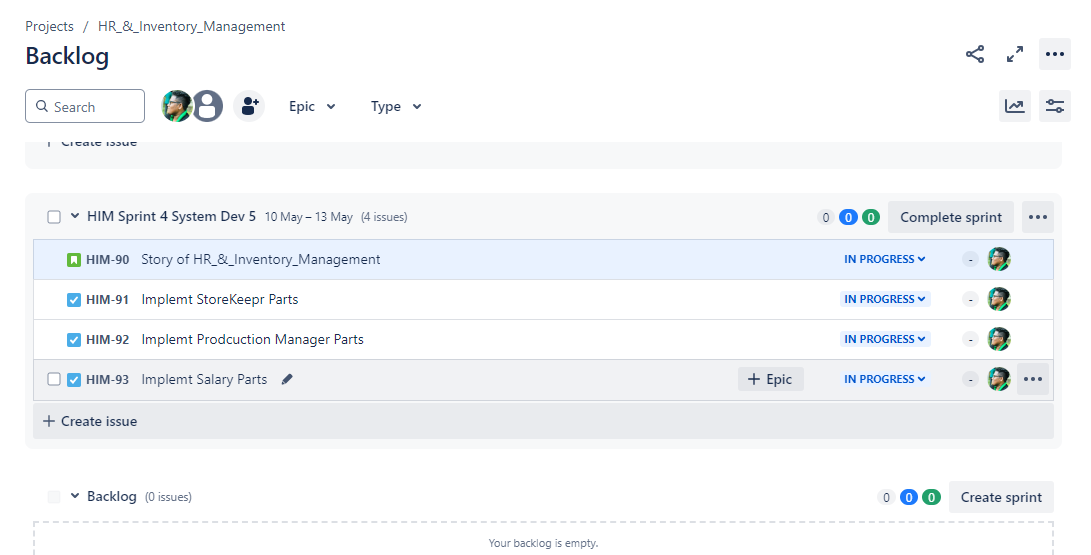 Projects / HR_&_Inventory_Management
Backlog
Search
Epic
Type
Create issue
HIM Sprint 4 System Dev 5 10 May – 13 May (4 issues) 0 0 0 Complete sprint
HIM-90 Story of HR_&_Inventory_Management IN PROGRESS -
HIM-91 Implemt StoreKeepr Parts IN PROGRESS -
HIM-92 Implemt Prodcuction Manager Parts IN PROGRESS -
HIM-93 Implemt Salary Parts + Epic IN PROGRESS -
+ Create issue
Backlog (0 issues) 0 0 0 Create sprint
Your backlog is empty.